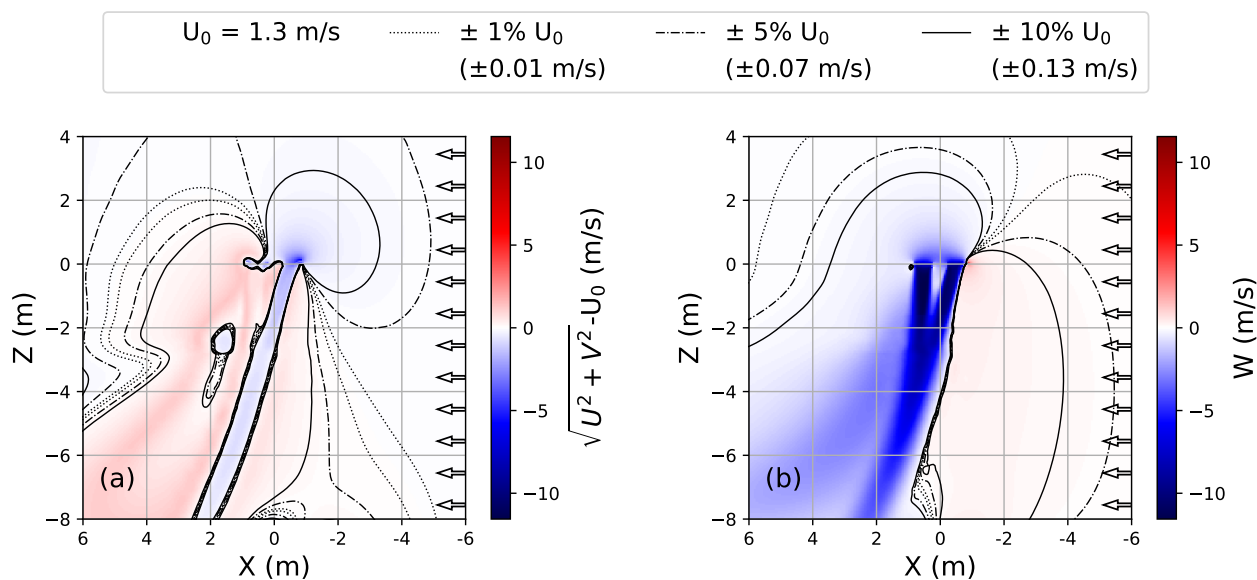 U₀ = 1.3 m/s ± 1% U₀ ± 5% U₀ ± 10% U₀
(±0.01 m/s) (±0.07 m/s) (±0.13 m/s)
4
2
0
−2
−4
−6
−8
Z (m)
(a)
6 4 2 0 -2 -4 -6
X (m)
10
5
0
−5
−10
√U² + V² -U₀ (m/s)
4
2
0
−2
−4
−6
−8
Z (m)
(b)
6 4 2 0 -2 -4 -6
X (m)
10
5
0
−5
−10
W (m/s)